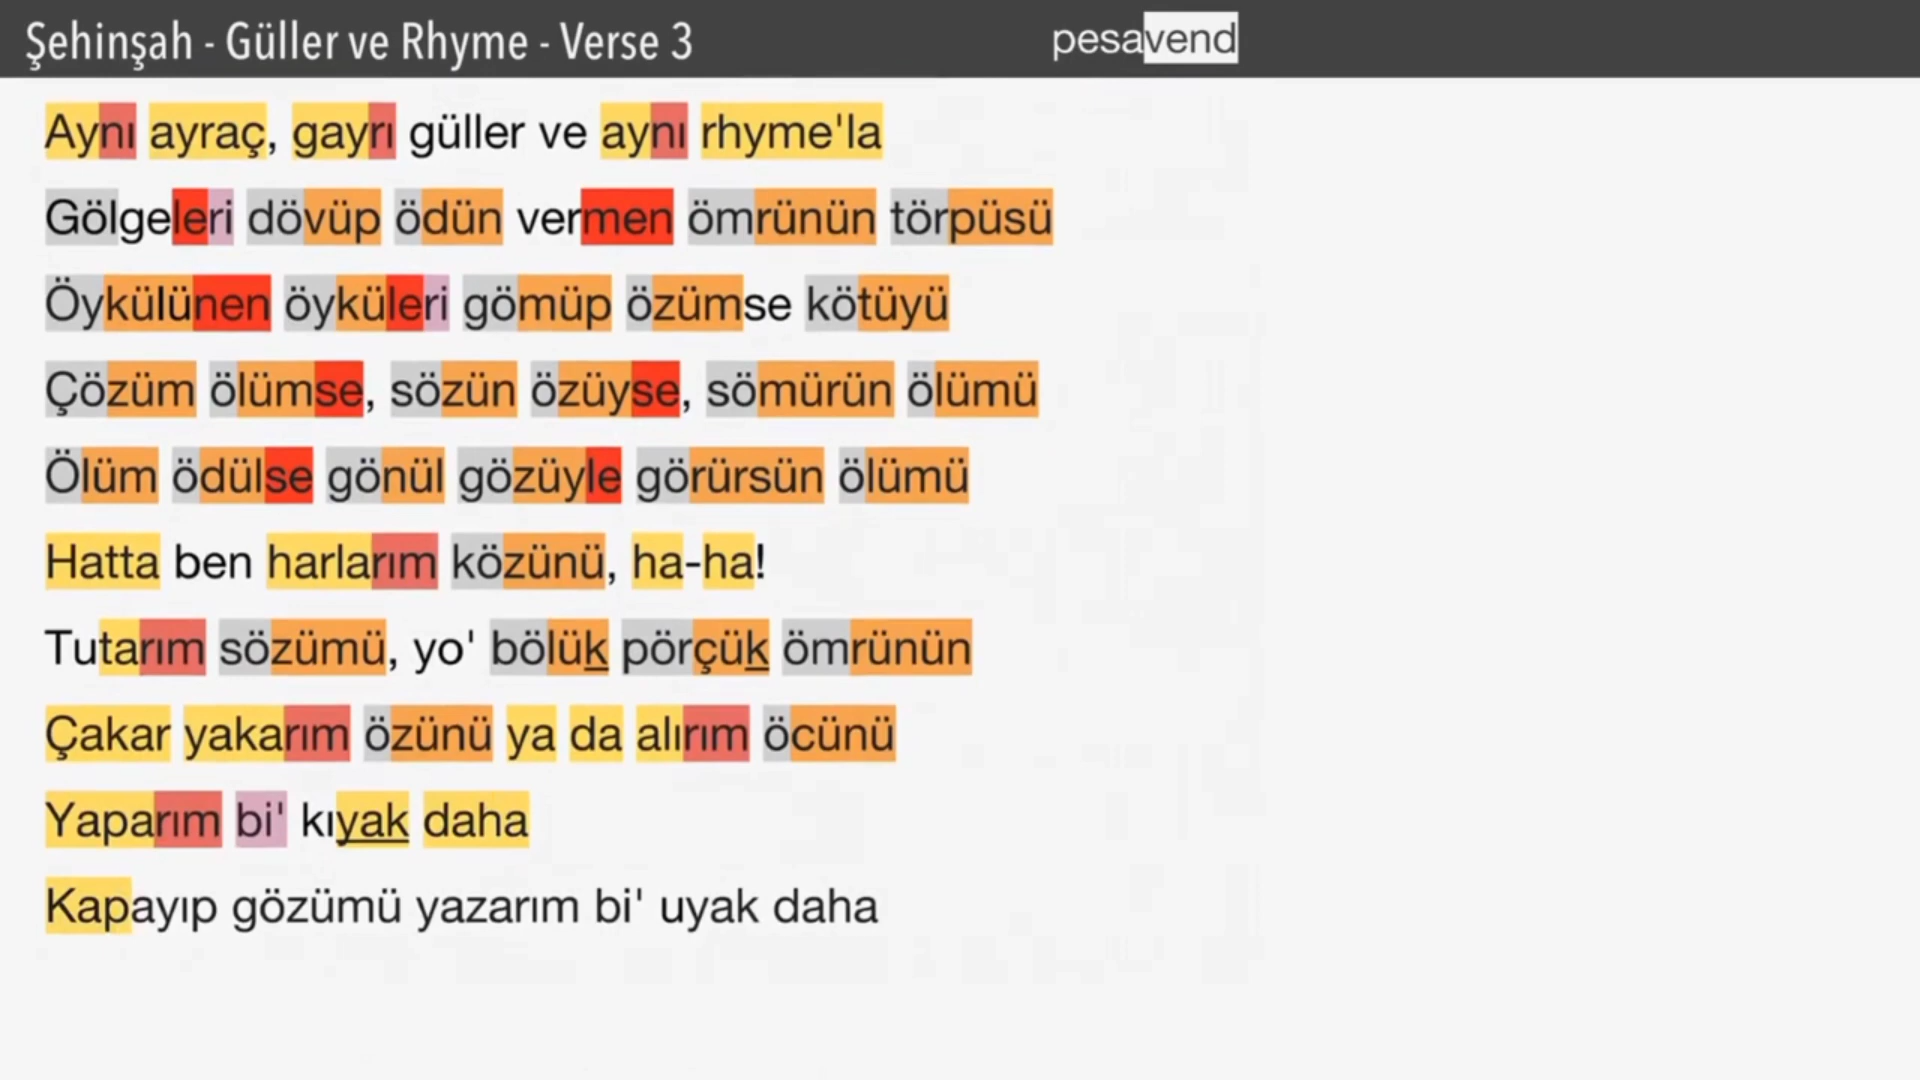 Şehinşah - Güller ve Rhyme - Verse 3
pesavend
Aynı ayraç, gayrı güller ve aynı rhyme'la
Gölgeleri dövüp ödün vermen ömrünün törpüsü
Öykülünen öyküleri gömüp özümse kötüyü
Çözüm ölümse, sözün özüyse, sömürün ölümü
Ölüm ödülse gönül gözüyle görürsün ölümü
Hatta ben harlarım közünü, ha-ha!
Tutarım sözümü, yo' bölük pörçük ömrünün
Çakar yakarım özünü ya da alırım öcünü
Yaparım bi' kıyak daha
Kapayıp gözümü yazarım bi' uyak daha